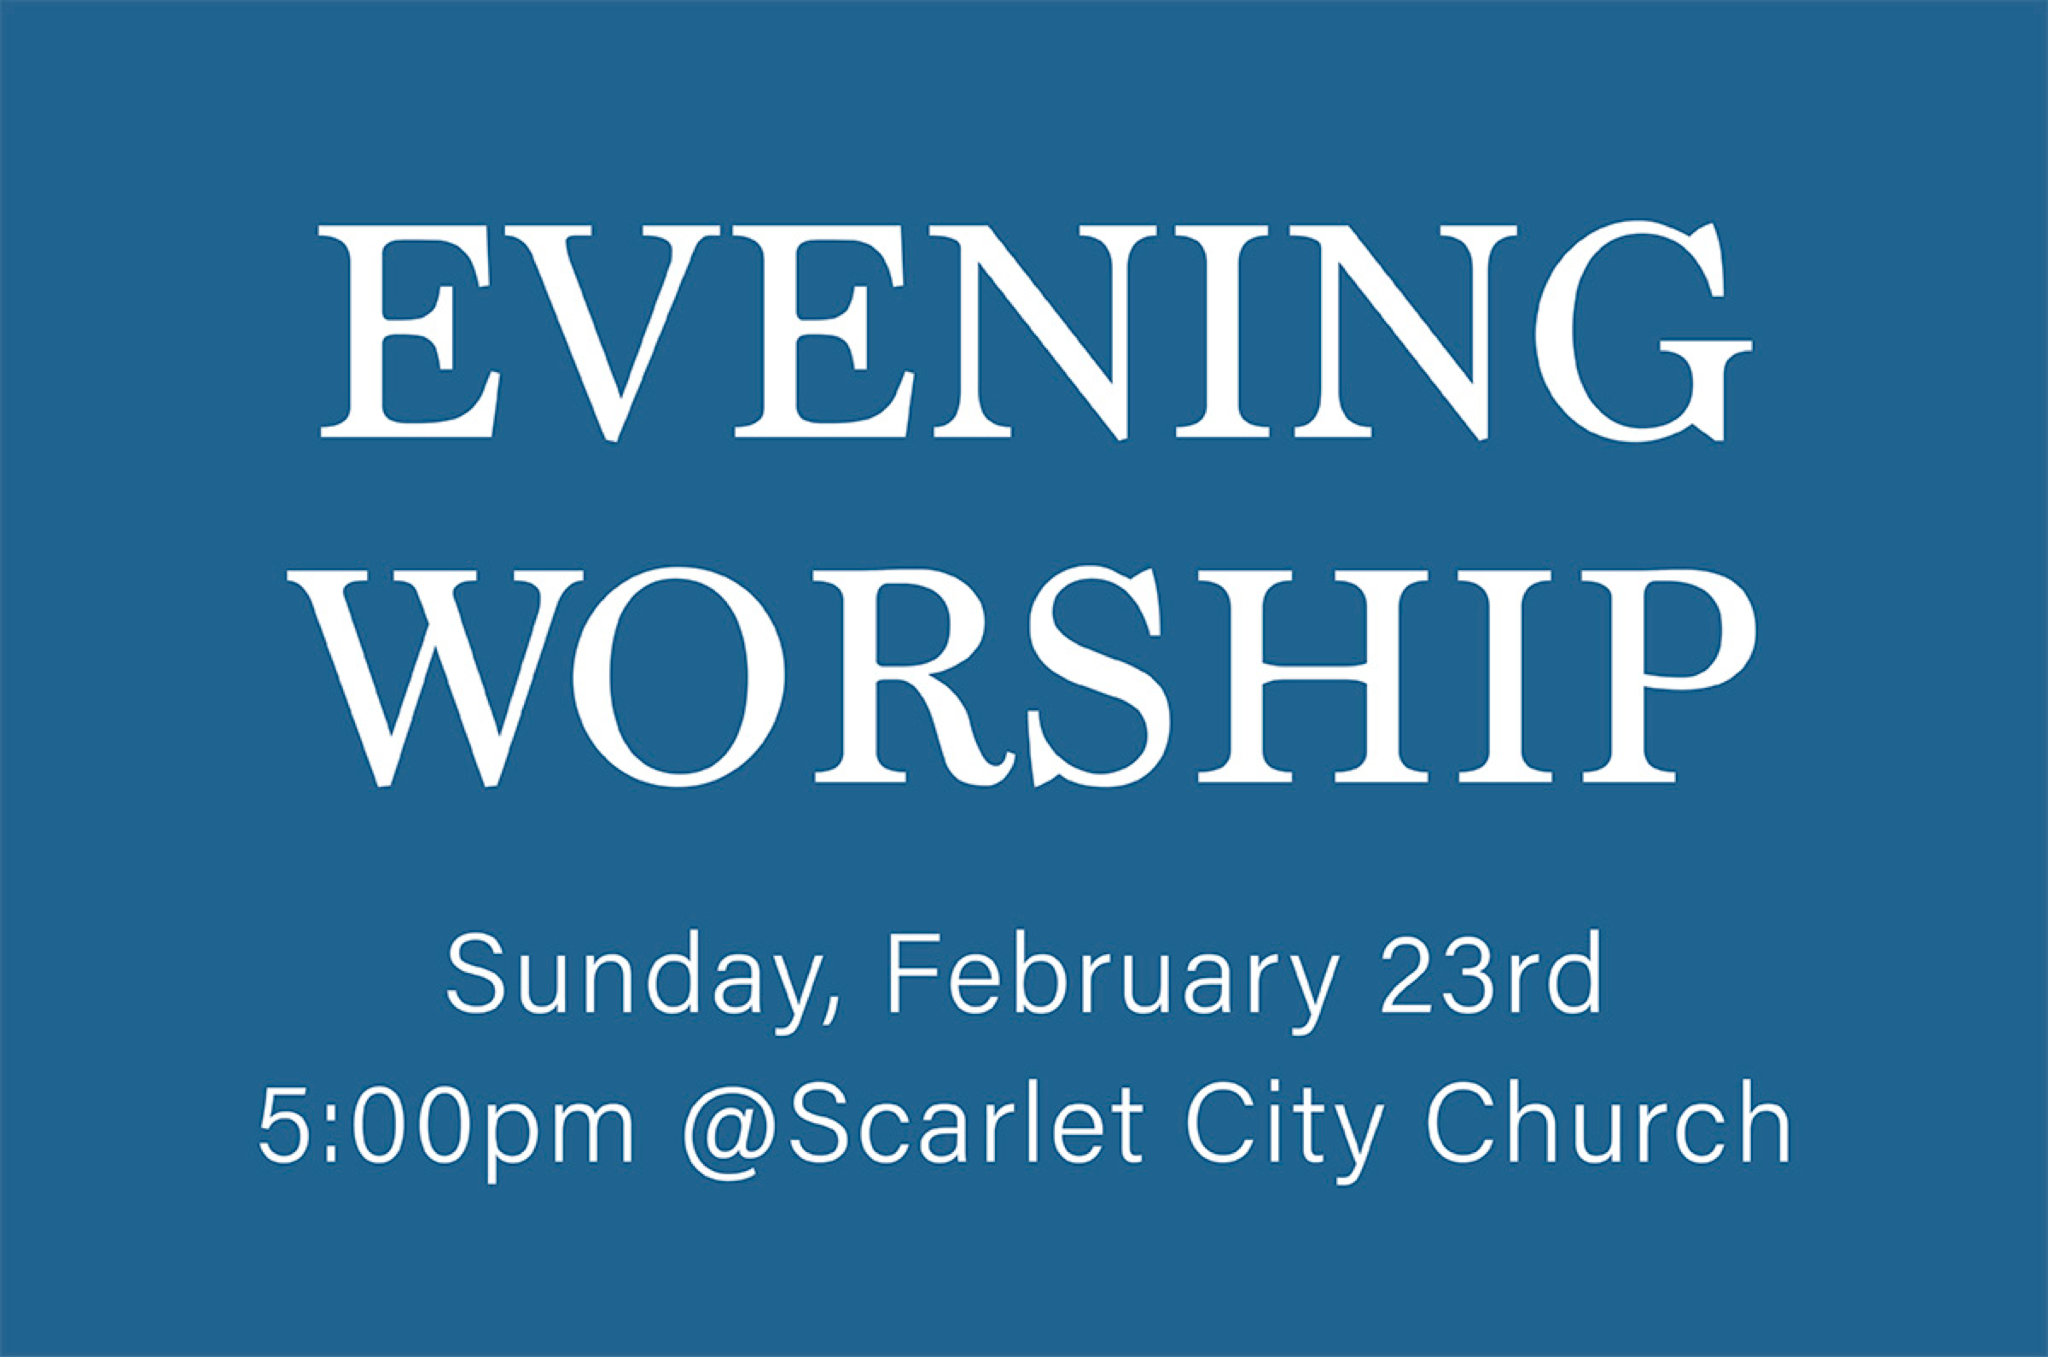 EVENING
WORSHIP
Sunday, February 23rd
5:00pm @Scarlet City Church